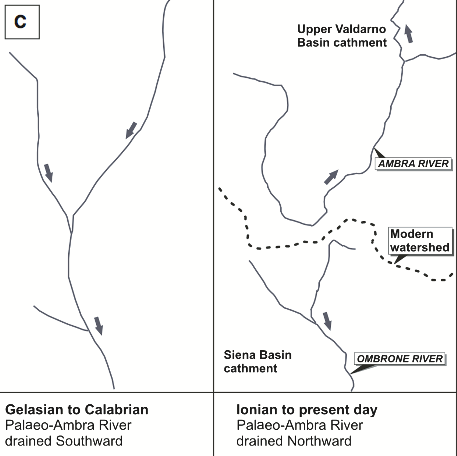 C
Upper Valdarno
Basin cathment
AMBRA RIVER
Modern
watershed
Siena Basin
cathment
OMBRONE RIVER
Gelasian to Calabrian
Palaeo-Ambra River
drained Southward
Ionian to present day
Palaeo-Ambra River
drained Northward